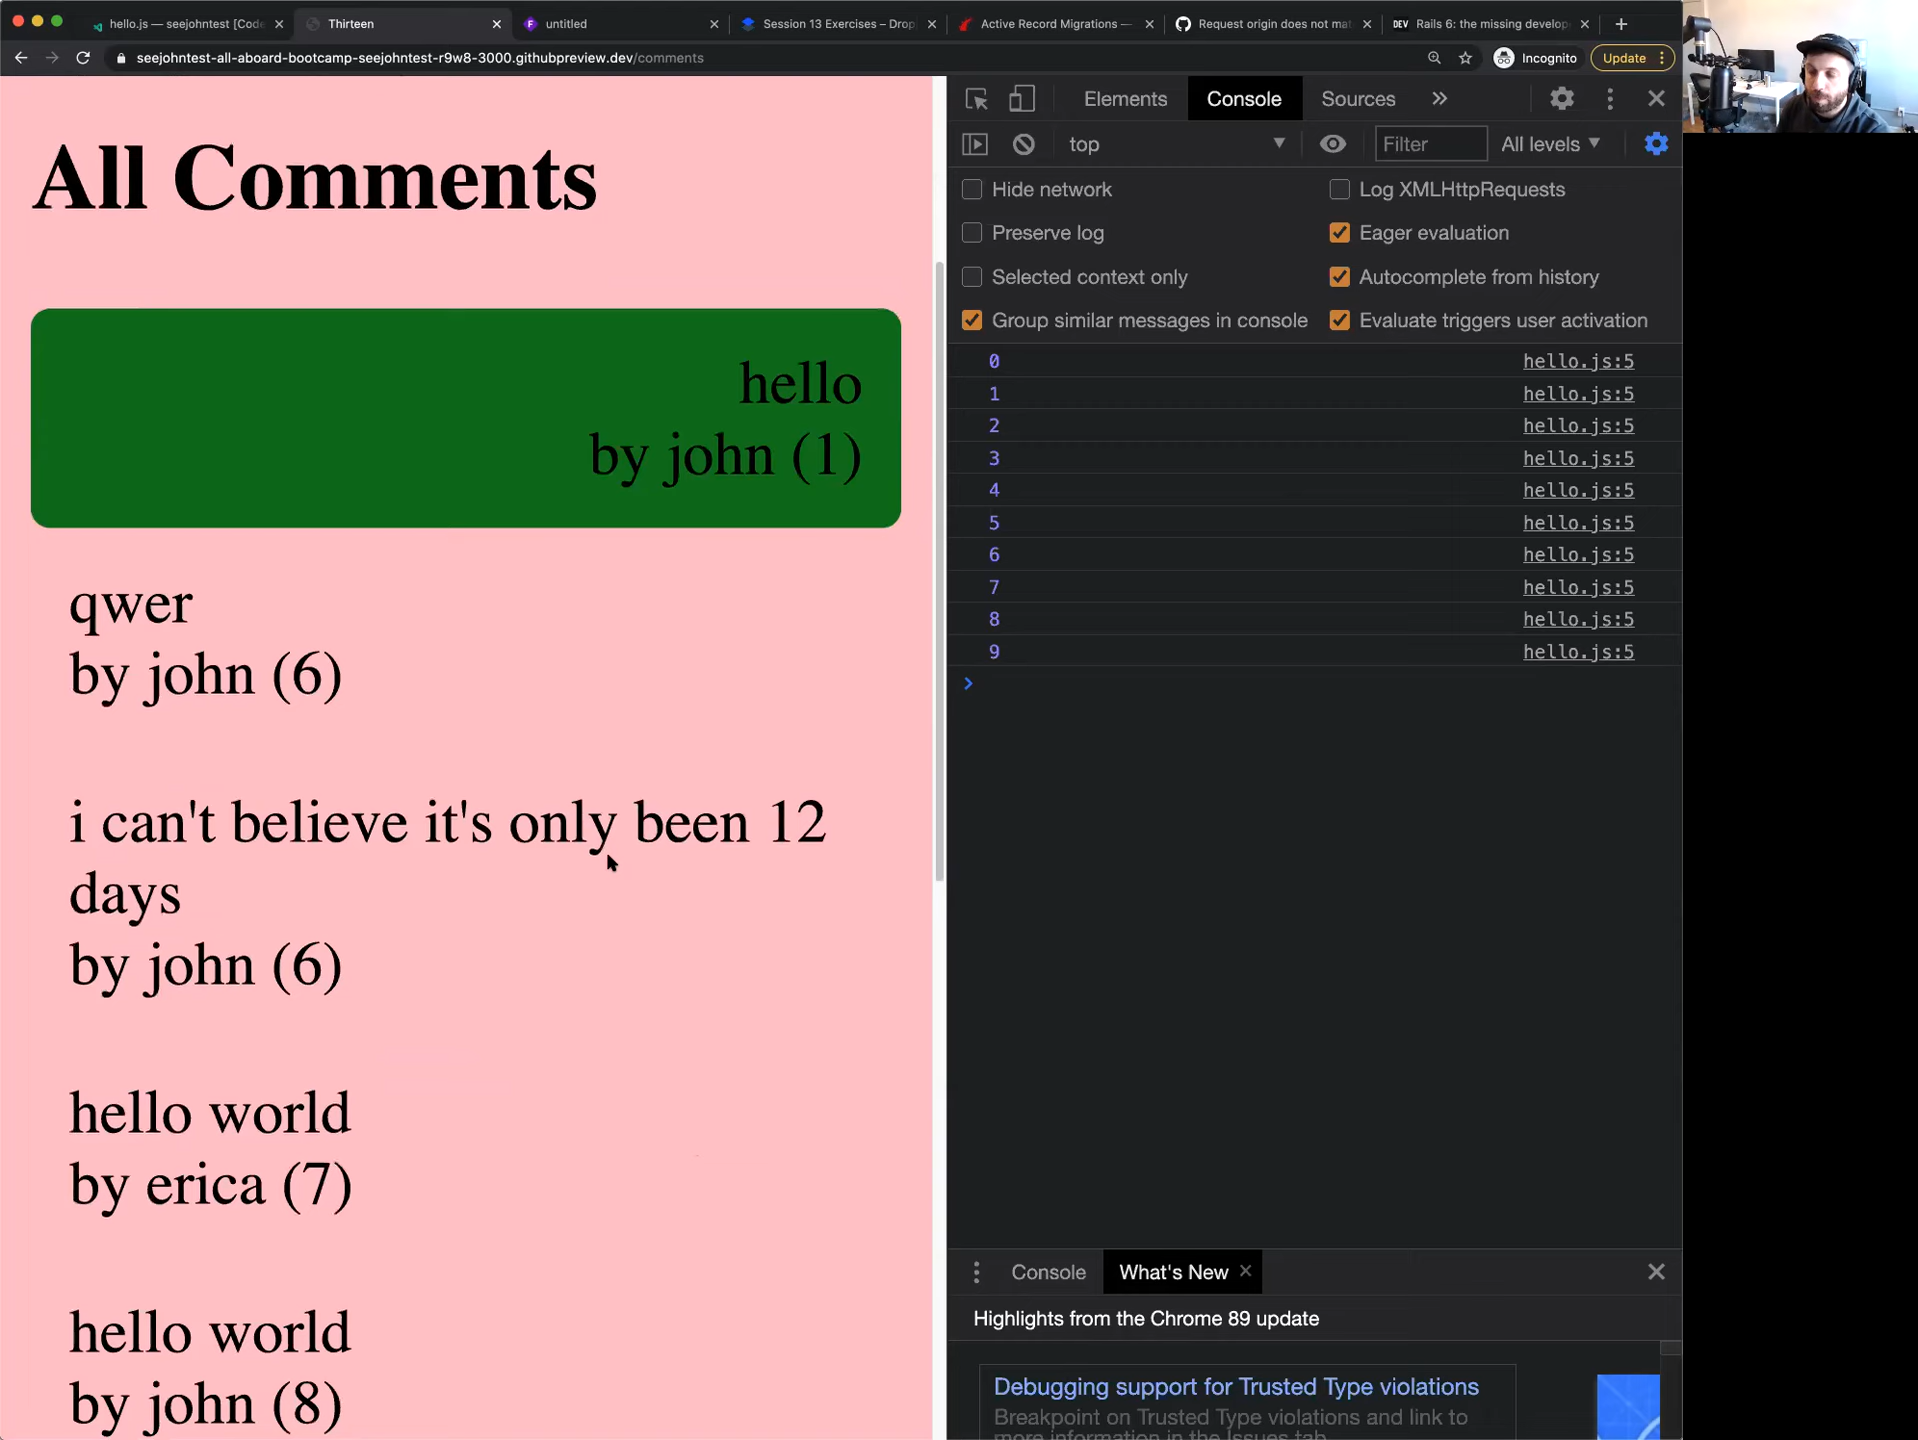 hello.js — seejohntest [Code
Thirteen
untitled
Session 13 Exercises – Drop
Active Record Migrations —
Request origin does not mat
DEV
Rails 6: the missing develop
seejohntest-all-aboard-bootcamp-seejohntest-r9w8-3000.githubpreview.dev/comments
Incognito
Update
All Comments
hello
by john (1)
qwer
by john (6)
i can't believe it's only been 12
days
by john (6)
hello world
by erica (7)
hello world
by john (8)
Elements
Console
Sources
top
Filter
All levels
Hide network
Log XMLHttpRequests
Preserve log
Eager evaluation
Selected context only
Autocomplete from history
Group similar messages in console
Evaluate triggers user activation
0 hello.js:5
1 hello.js:5
2 hello.js:5
3 hello.js:5
4 hello.js:5
5 hello.js:5
6 hello.js:5
7 hello.js:5
8 hello.js:5
9 hello.js:5
Console
What's New
Highlights from the Chrome 89 update
Debugging support for Trusted Type violations
Breakpoint on Trusted Type violations and link to
more information in the Issues tab